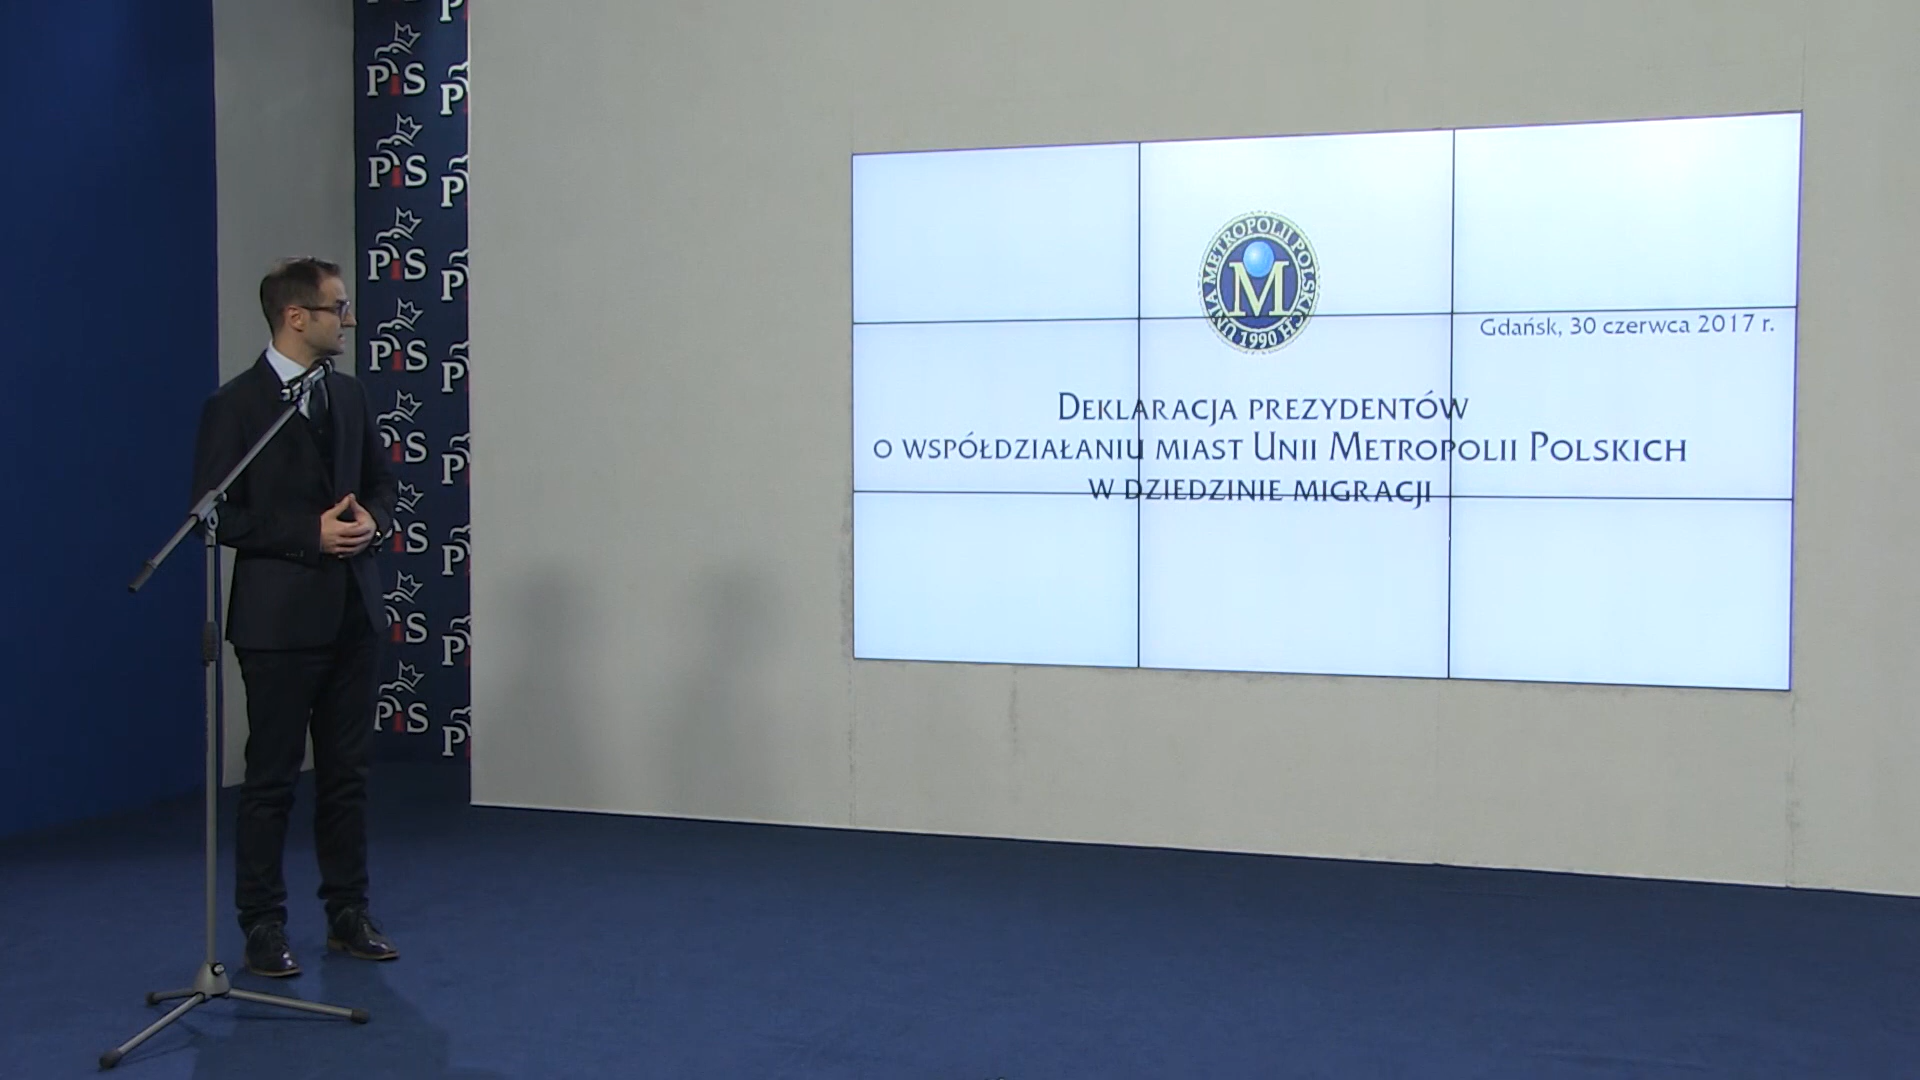 PiS
PiS
PiS
PiS
PiS
PiS
PiS
PiS
UNIA METROPOLII POLSKICH
M
1990
Gdańsk, 30 czerwca 2017 r.
DEKLARACJA PREZYDENTÓW
O WSPÓŁDZIAŁANIU MIAST UNII METROPOLII POLSKICH
W DZIEDZINIE MIGRACJI